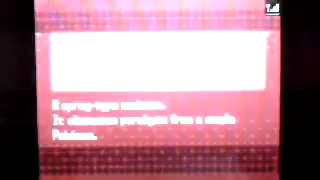 A spray-type medicine.
It eliminates paralysis from a single
Pokémon.